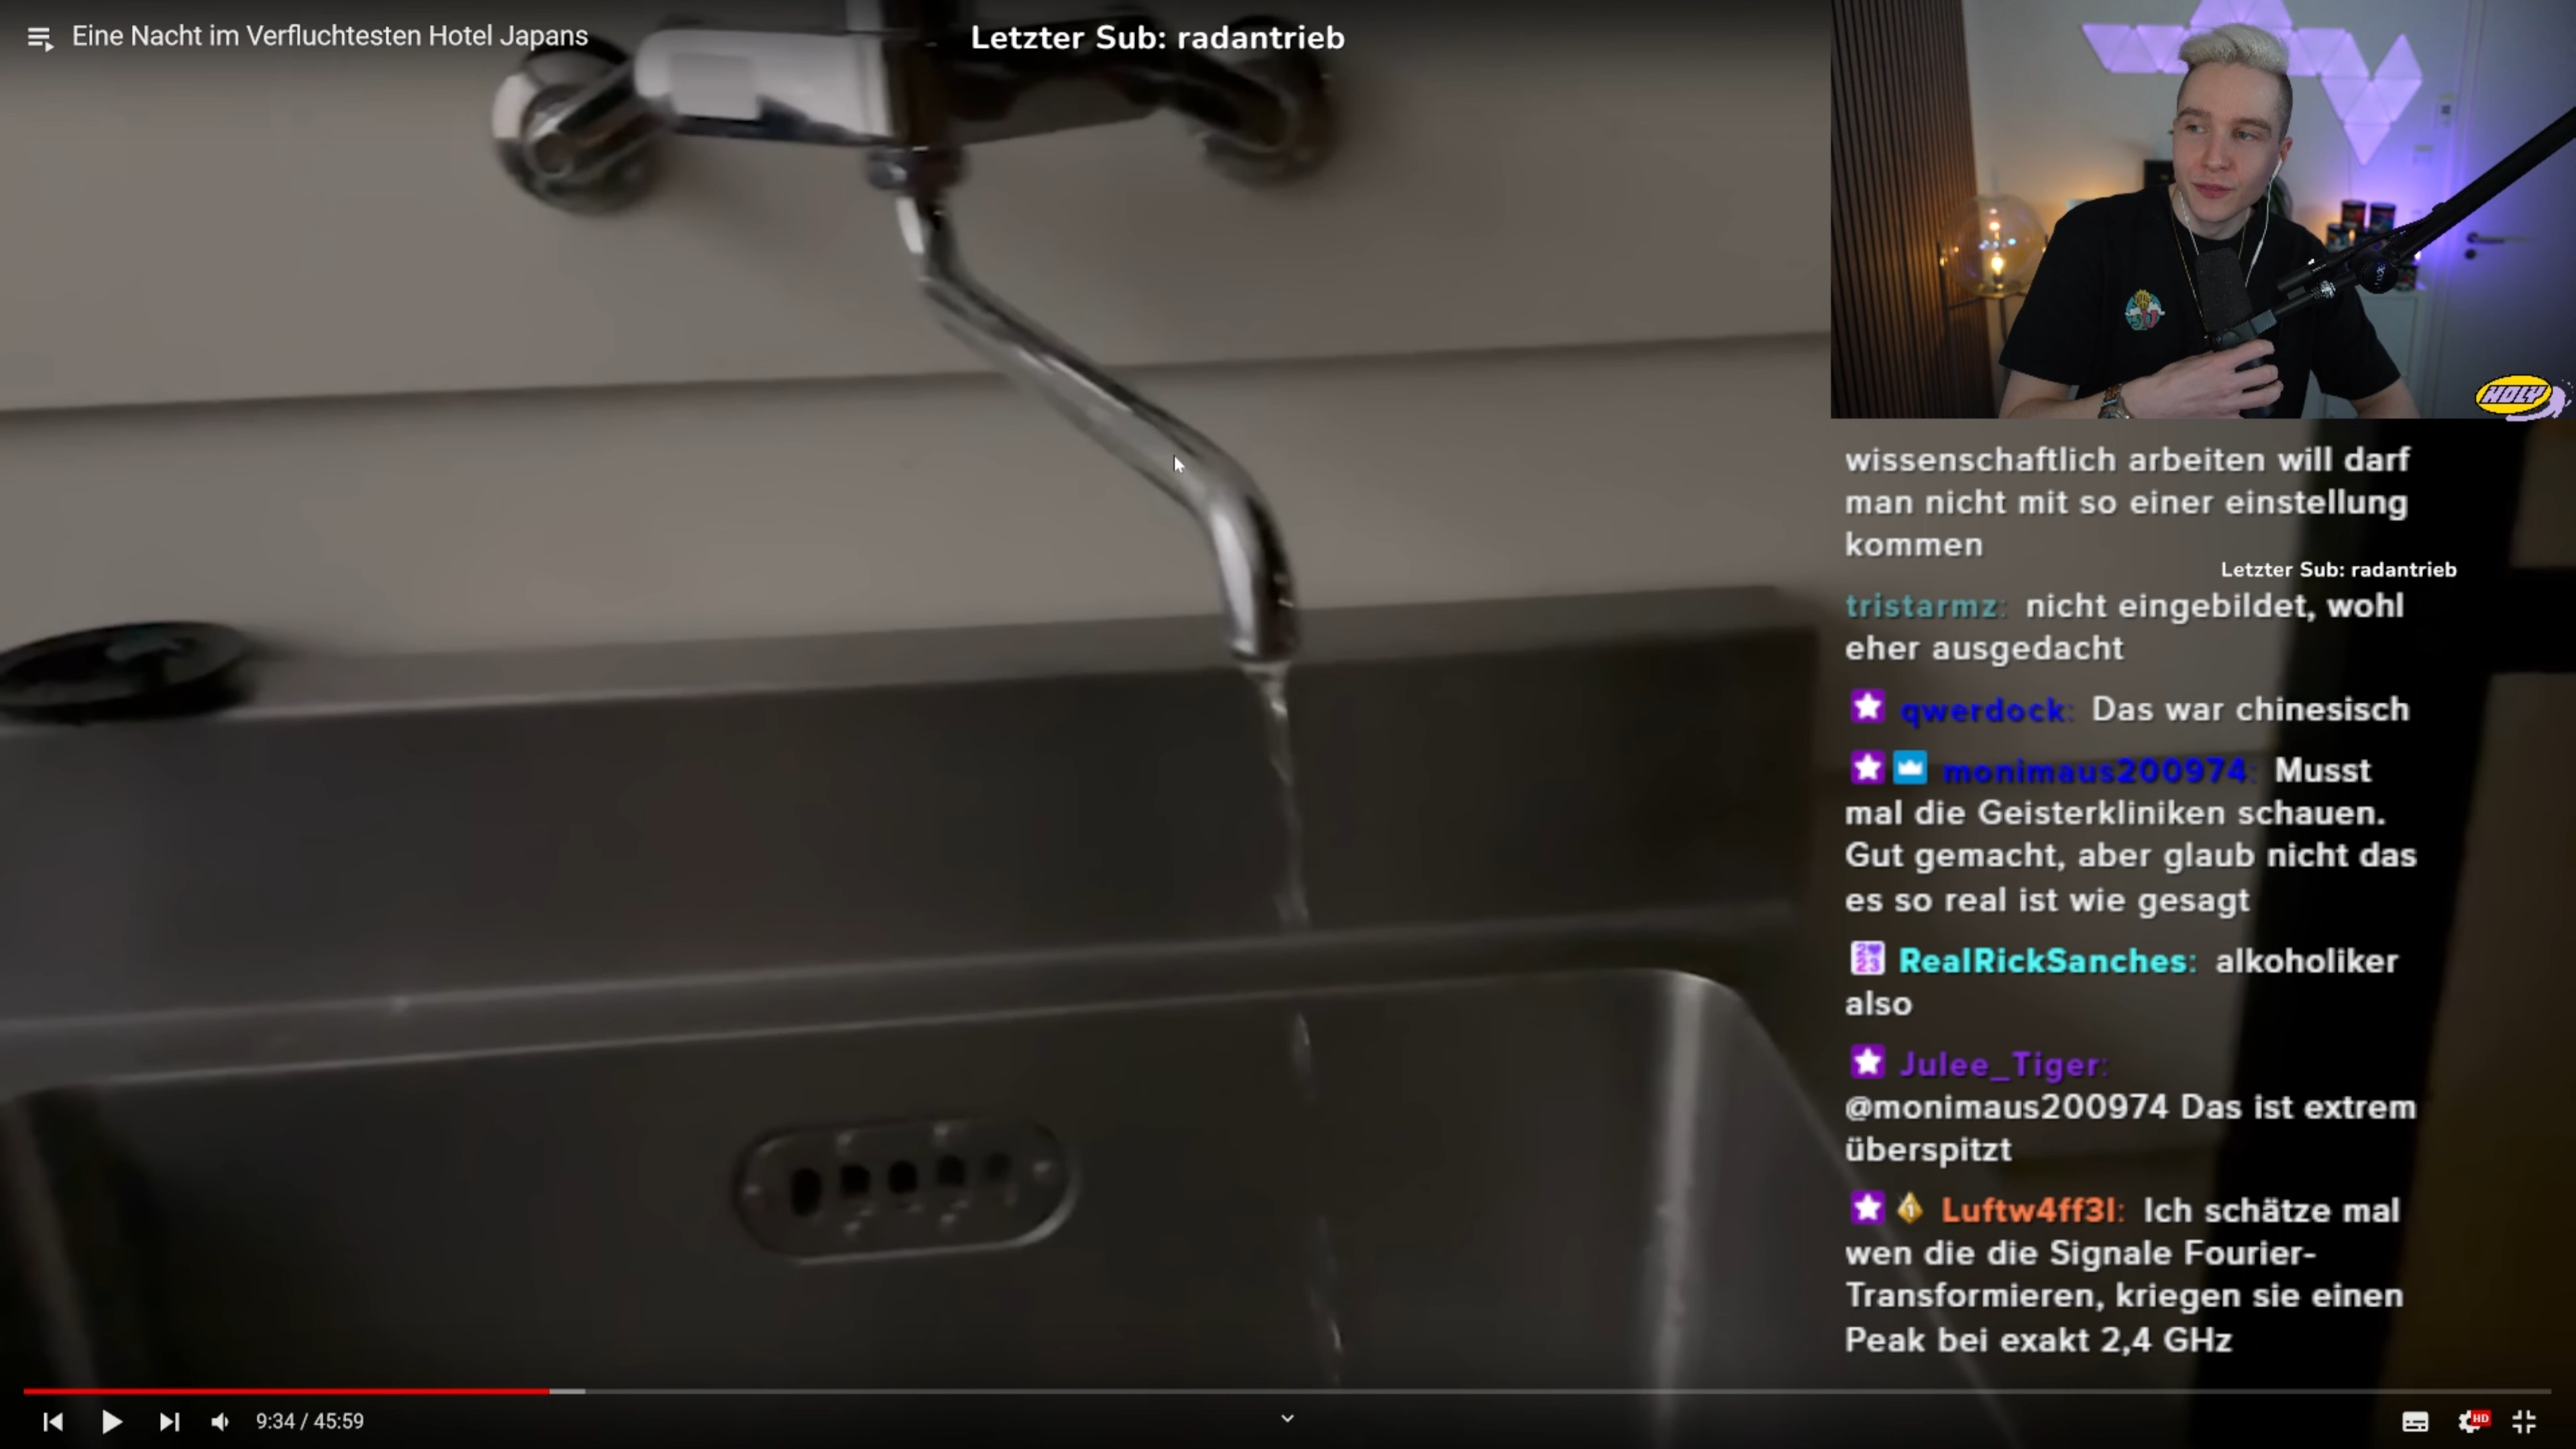 Eine Nacht im Verfluchtesten Hotel Japans
Letzter Sub: radantrieb
HOLY
wissenschaftlich arbeiten will darf
man nicht mit so einer einstellung
kommen
Letzter Sub: radantrieb
tristarmz: nicht eingebildet, wohl
eher ausgedacht
qwerdock: Das war chinesisch
monimaus200974: Musst
mal die Geisterkliniken schauen.
Gut gemacht, aber glaub nicht das
es so real ist wie gesagt
RealRickSanches: alkoholiker
also
Julee_Tiger:
@monimaus200974 Das ist extrem
überspitzt
Luftw4ff3l: Ich schätze mal
wen die die Signale Fourier-
Transformieren, kriegen sie einen
Peak bei exakt 2,4 GHz
9:34 / 45:59
HD